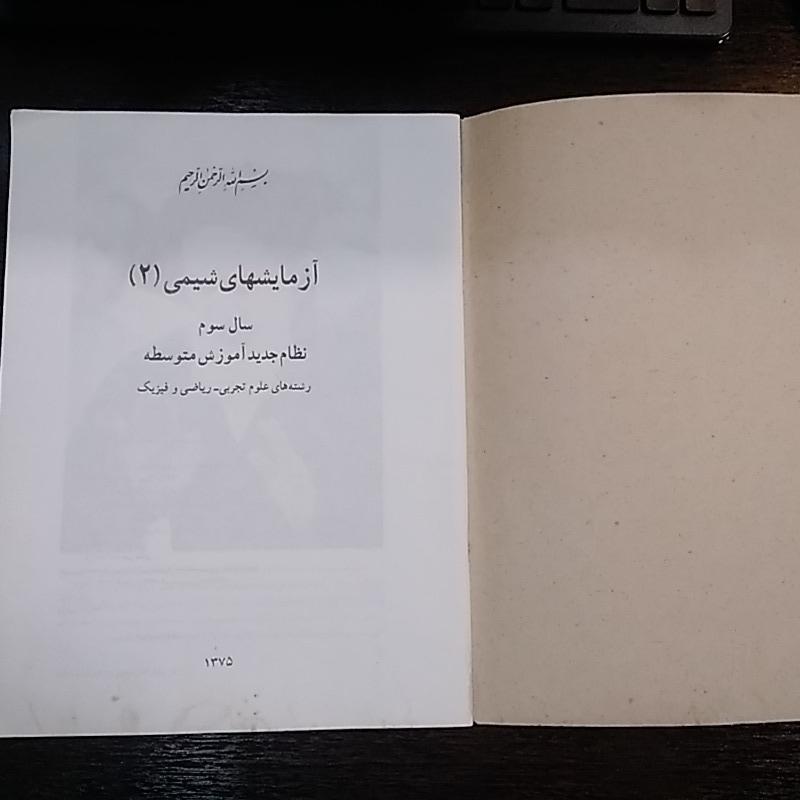 بسم الله الرحمن الرحیم
آزمایشهای شیمی (۲)
سال سوم
نظام جدید آموزش متوسطه
رشته‌های علوم تجربی - ریاضی و فیزیک
۱۳۷۵